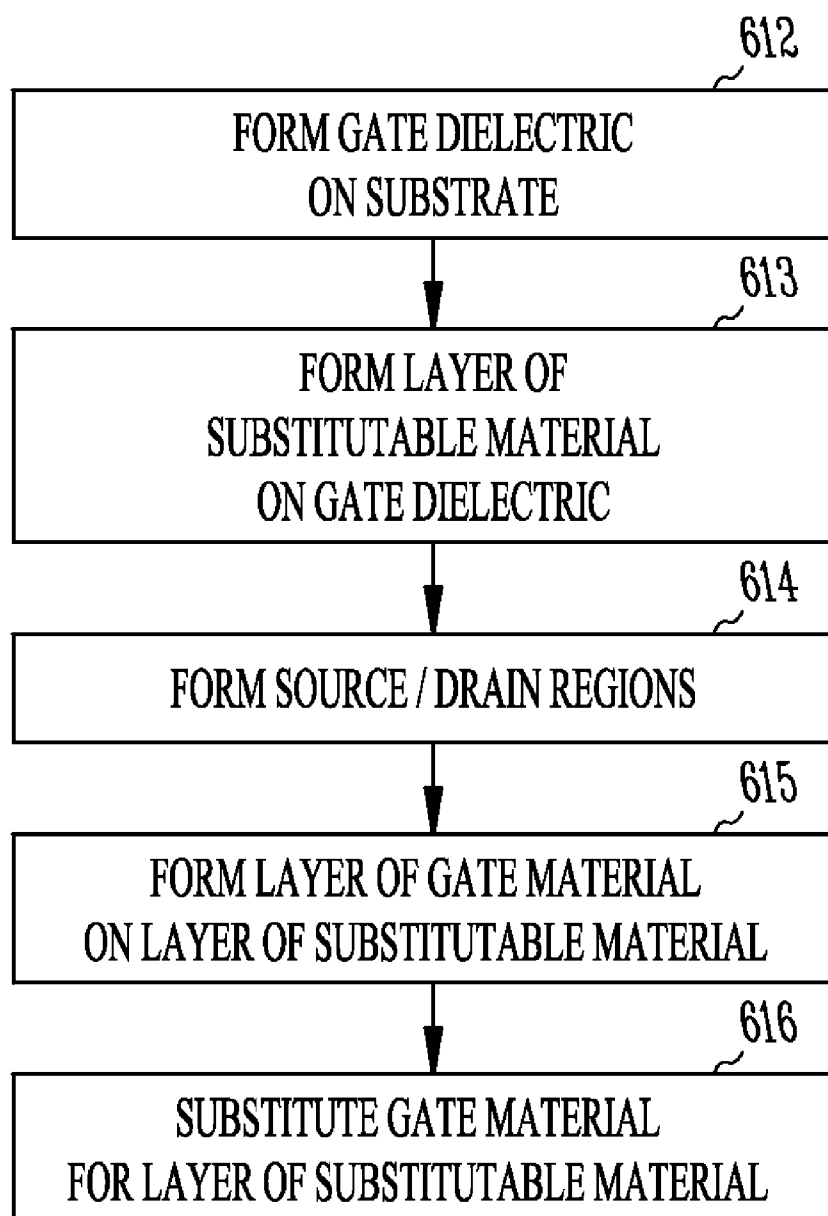 612
FORM GATE DIELECTRIC
ON SUBSTRATE
613
FORM LAYER OF
SUBSTITUTABLE MATERIAL
ON GATE DIELECTRIC
614
FORM SOURCE / DRAIN REGIONS
615
FORM LAYER OF GATE MATERIAL
ON LAYER OF SUBSTITUTABLE MATERIAL
616
SUBSTITUTE GATE MATERIAL
FOR LAYER OF SUBSTITUTABLE MATERIAL